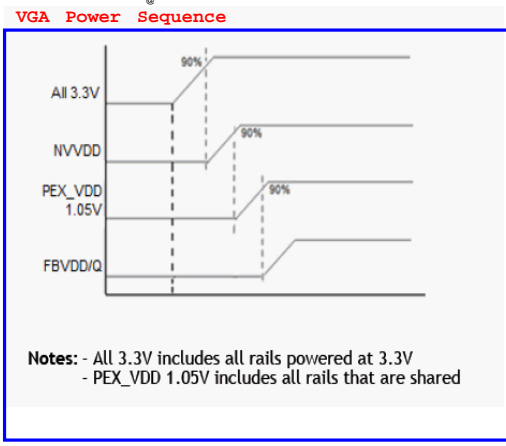 @
VGA Power Sequence
90%
All 3.3V
90%
NVVDD
PEX_VDD
1.05V
90%
FBVDD/Q
Notes: - All 3.3V includes all rails powered at 3.3V
- PEX_VDD 1.05V includes all rails that are shared